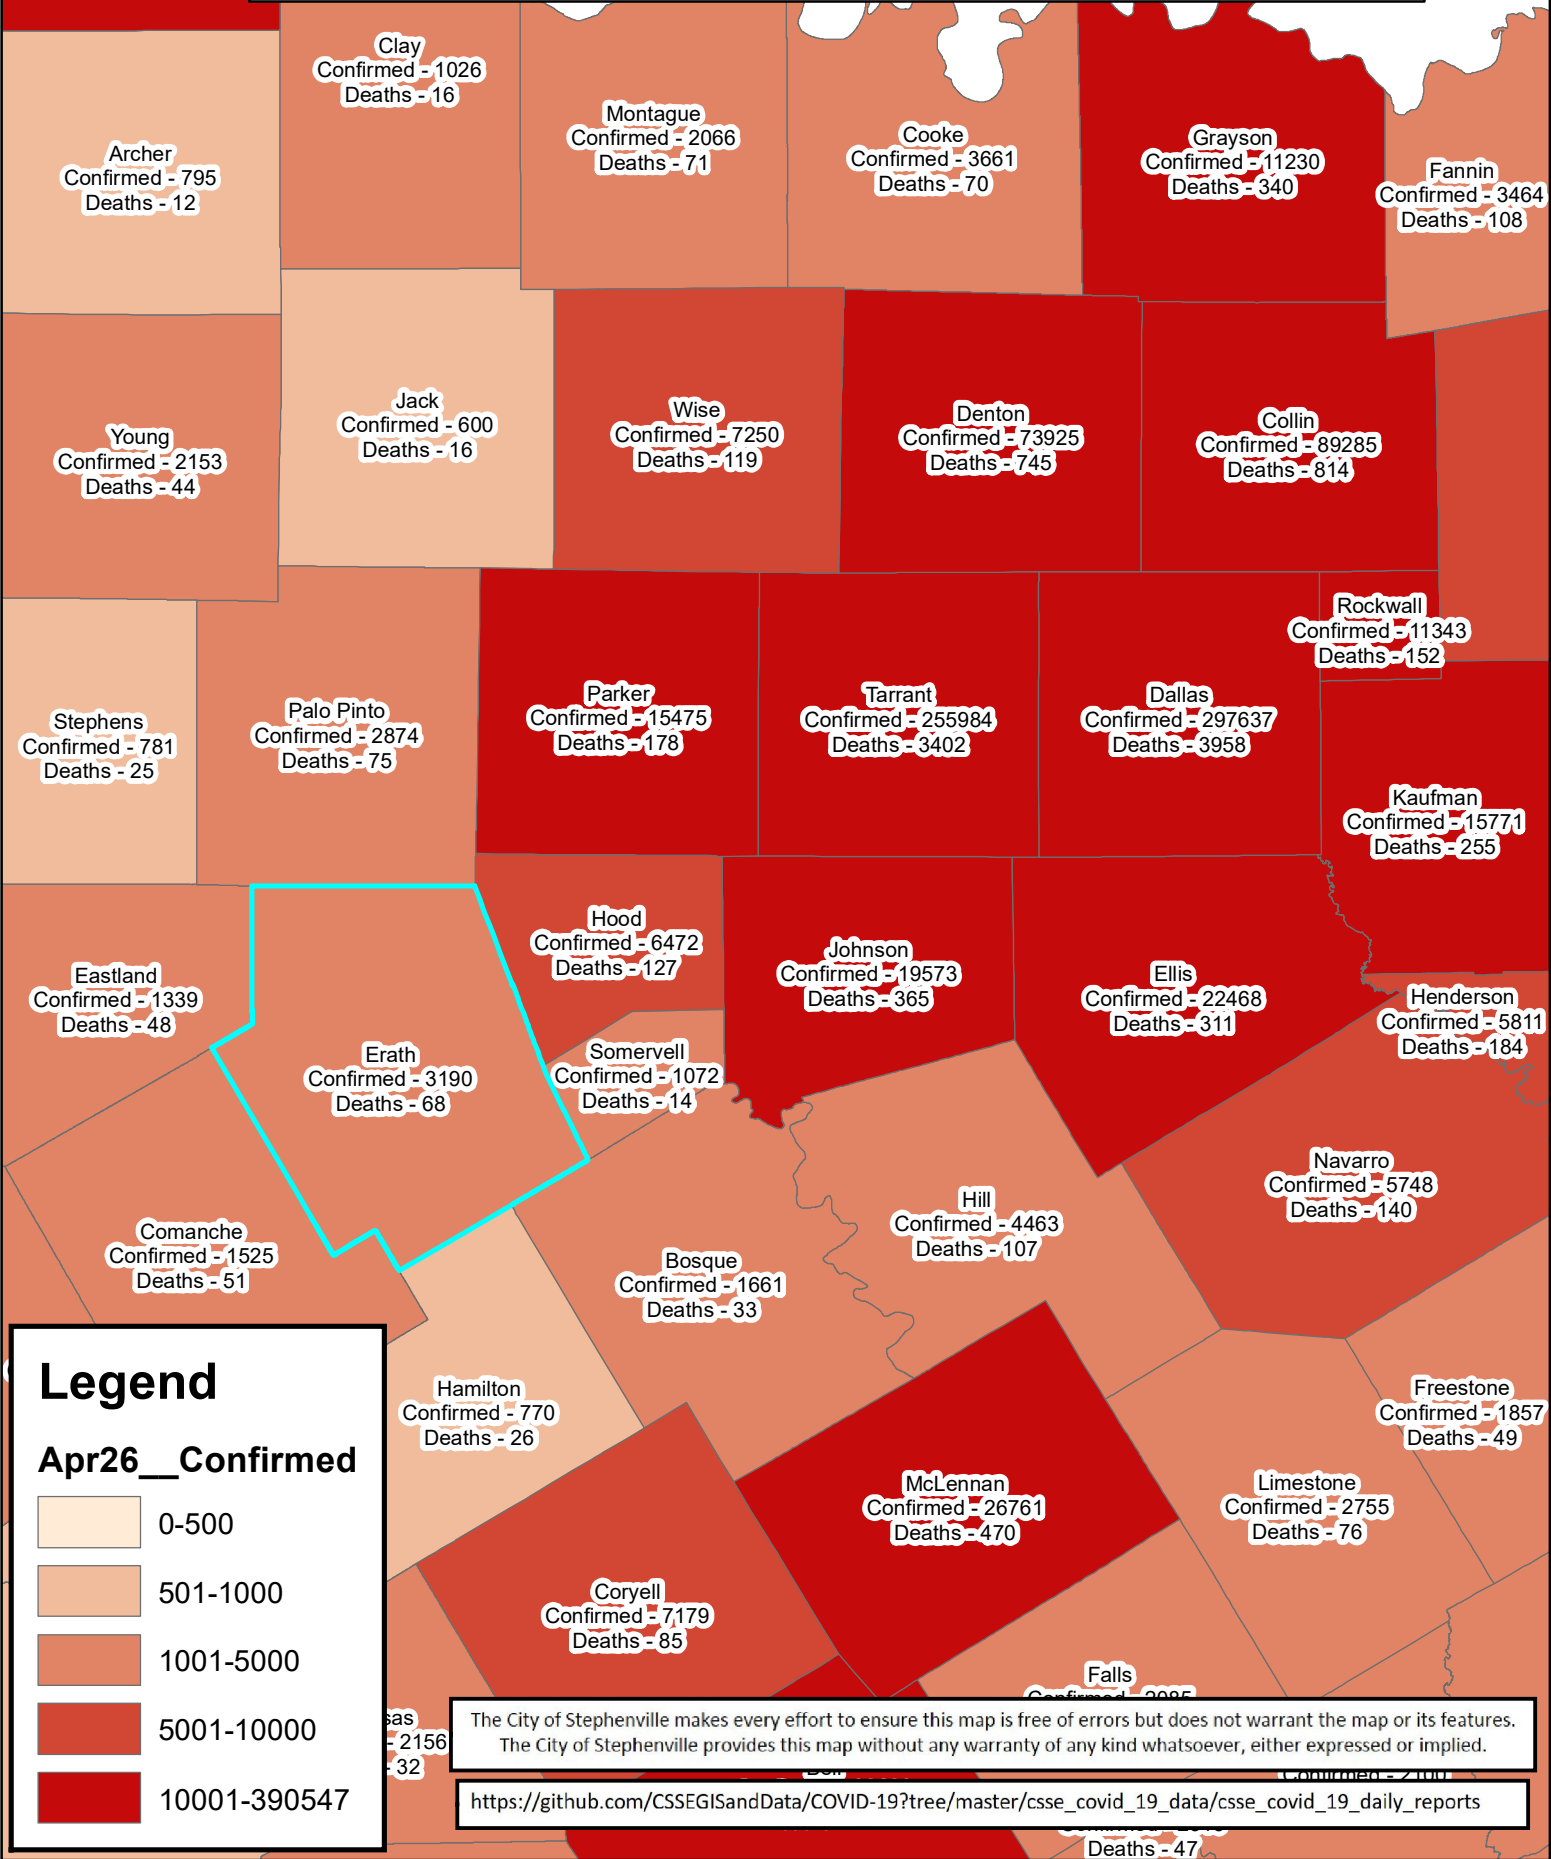 Clay
Confirmed - 1026
Deaths - 16
Montague
Confirmed - 2066
Deaths - 71
Cooke
Confirmed - 3661
Deaths - 70
Grayson
Confirmed - 11230
Deaths - 340
Archer
Confirmed - 795
Deaths - 12
Fannin
Confirmed - 3464
Deaths - 108
Jack
Confirmed - 600
Deaths - 16
Wise
Confirmed - 7250
Deaths - 119
Denton
Confirmed - 73925
Deaths - 745
Collin
Confirmed - 89285
Deaths - 814
Young
Confirmed - 2153
Deaths - 44
Rockwall
Confirmed - 11343
Deaths - 152
Stephens
Confirmed - 781
Deaths - 25
Palo Pinto
Confirmed - 2874
Deaths - 75
Parker
Confirmed - 15475
Deaths - 178
Tarrant
Confirmed - 255984
Deaths - 3402
Dallas
Confirmed - 297637
Deaths - 3958
Kaufman
Confirmed - 15771
Deaths - 255
Hood
Confirmed - 6472
Deaths - 127
Johnson
Confirmed - 19573
Deaths - 365
Ellis
Confirmed - 22468
Deaths - 311
Eastland
Confirmed - 1339
Deaths - 48
Henderson
Confirmed - 5811
Deaths - 184
Erath
Confirmed - 3190
Deaths - 68
Somervell
Confirmed - 1072
Deaths - 14
Navarro
Confirmed - 5748
Deaths - 140
Hill
Confirmed - 4463
Deaths - 107
Comanche
Confirmed - 1525
Deaths - 51
Bosque
Confirmed - 1661
Deaths - 33
Hamilton
Confirmed - 770
Deaths - 26
Freestone
Confirmed - 1857
Deaths - 49
McLennan
Confirmed - 26761
Deaths - 470
Limestone
Confirmed - 2755
Deaths - 76
Coryell
Confirmed - 7179
Deaths - 85
Falls
sas
- 2156
- 32
Deaths - 47
Legend
Apr26__Confirmed
0-500
501-1000
1001-5000
5001-10000
10001-390547
The City of Stephenville makes every effort to ensure this map is free of errors but does not warrant the map or its features.
The City of Stephenville provides this map without any warranty of any kind whatsoever, either expressed or implied.
https://github.com/CSSEGISandData/COVID-19?tree/master/csse_covid_19_data/csse_covid_19_daily_reports